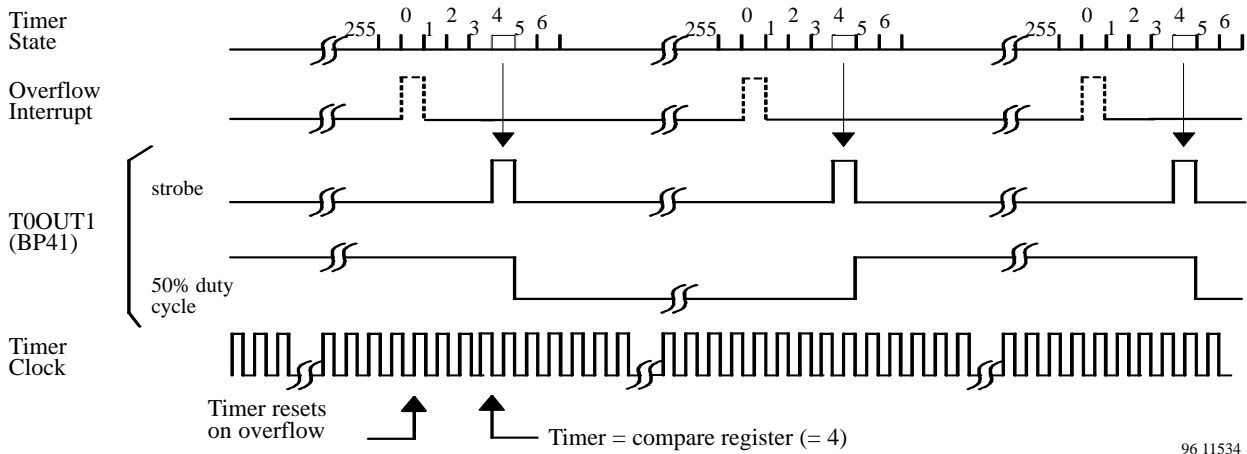 Timer
State
255 0 1 2 3 4 5 6 255 0 1 2 3 4 5 6 255 0 1 2 3 4 5 6
Overflow
Interrupt
T0OUT1
(BP41)
strobe
50% duty
cycle
Timer
Clock
Timer resets
on overflow
Timer = compare register (= 4)
96 11534